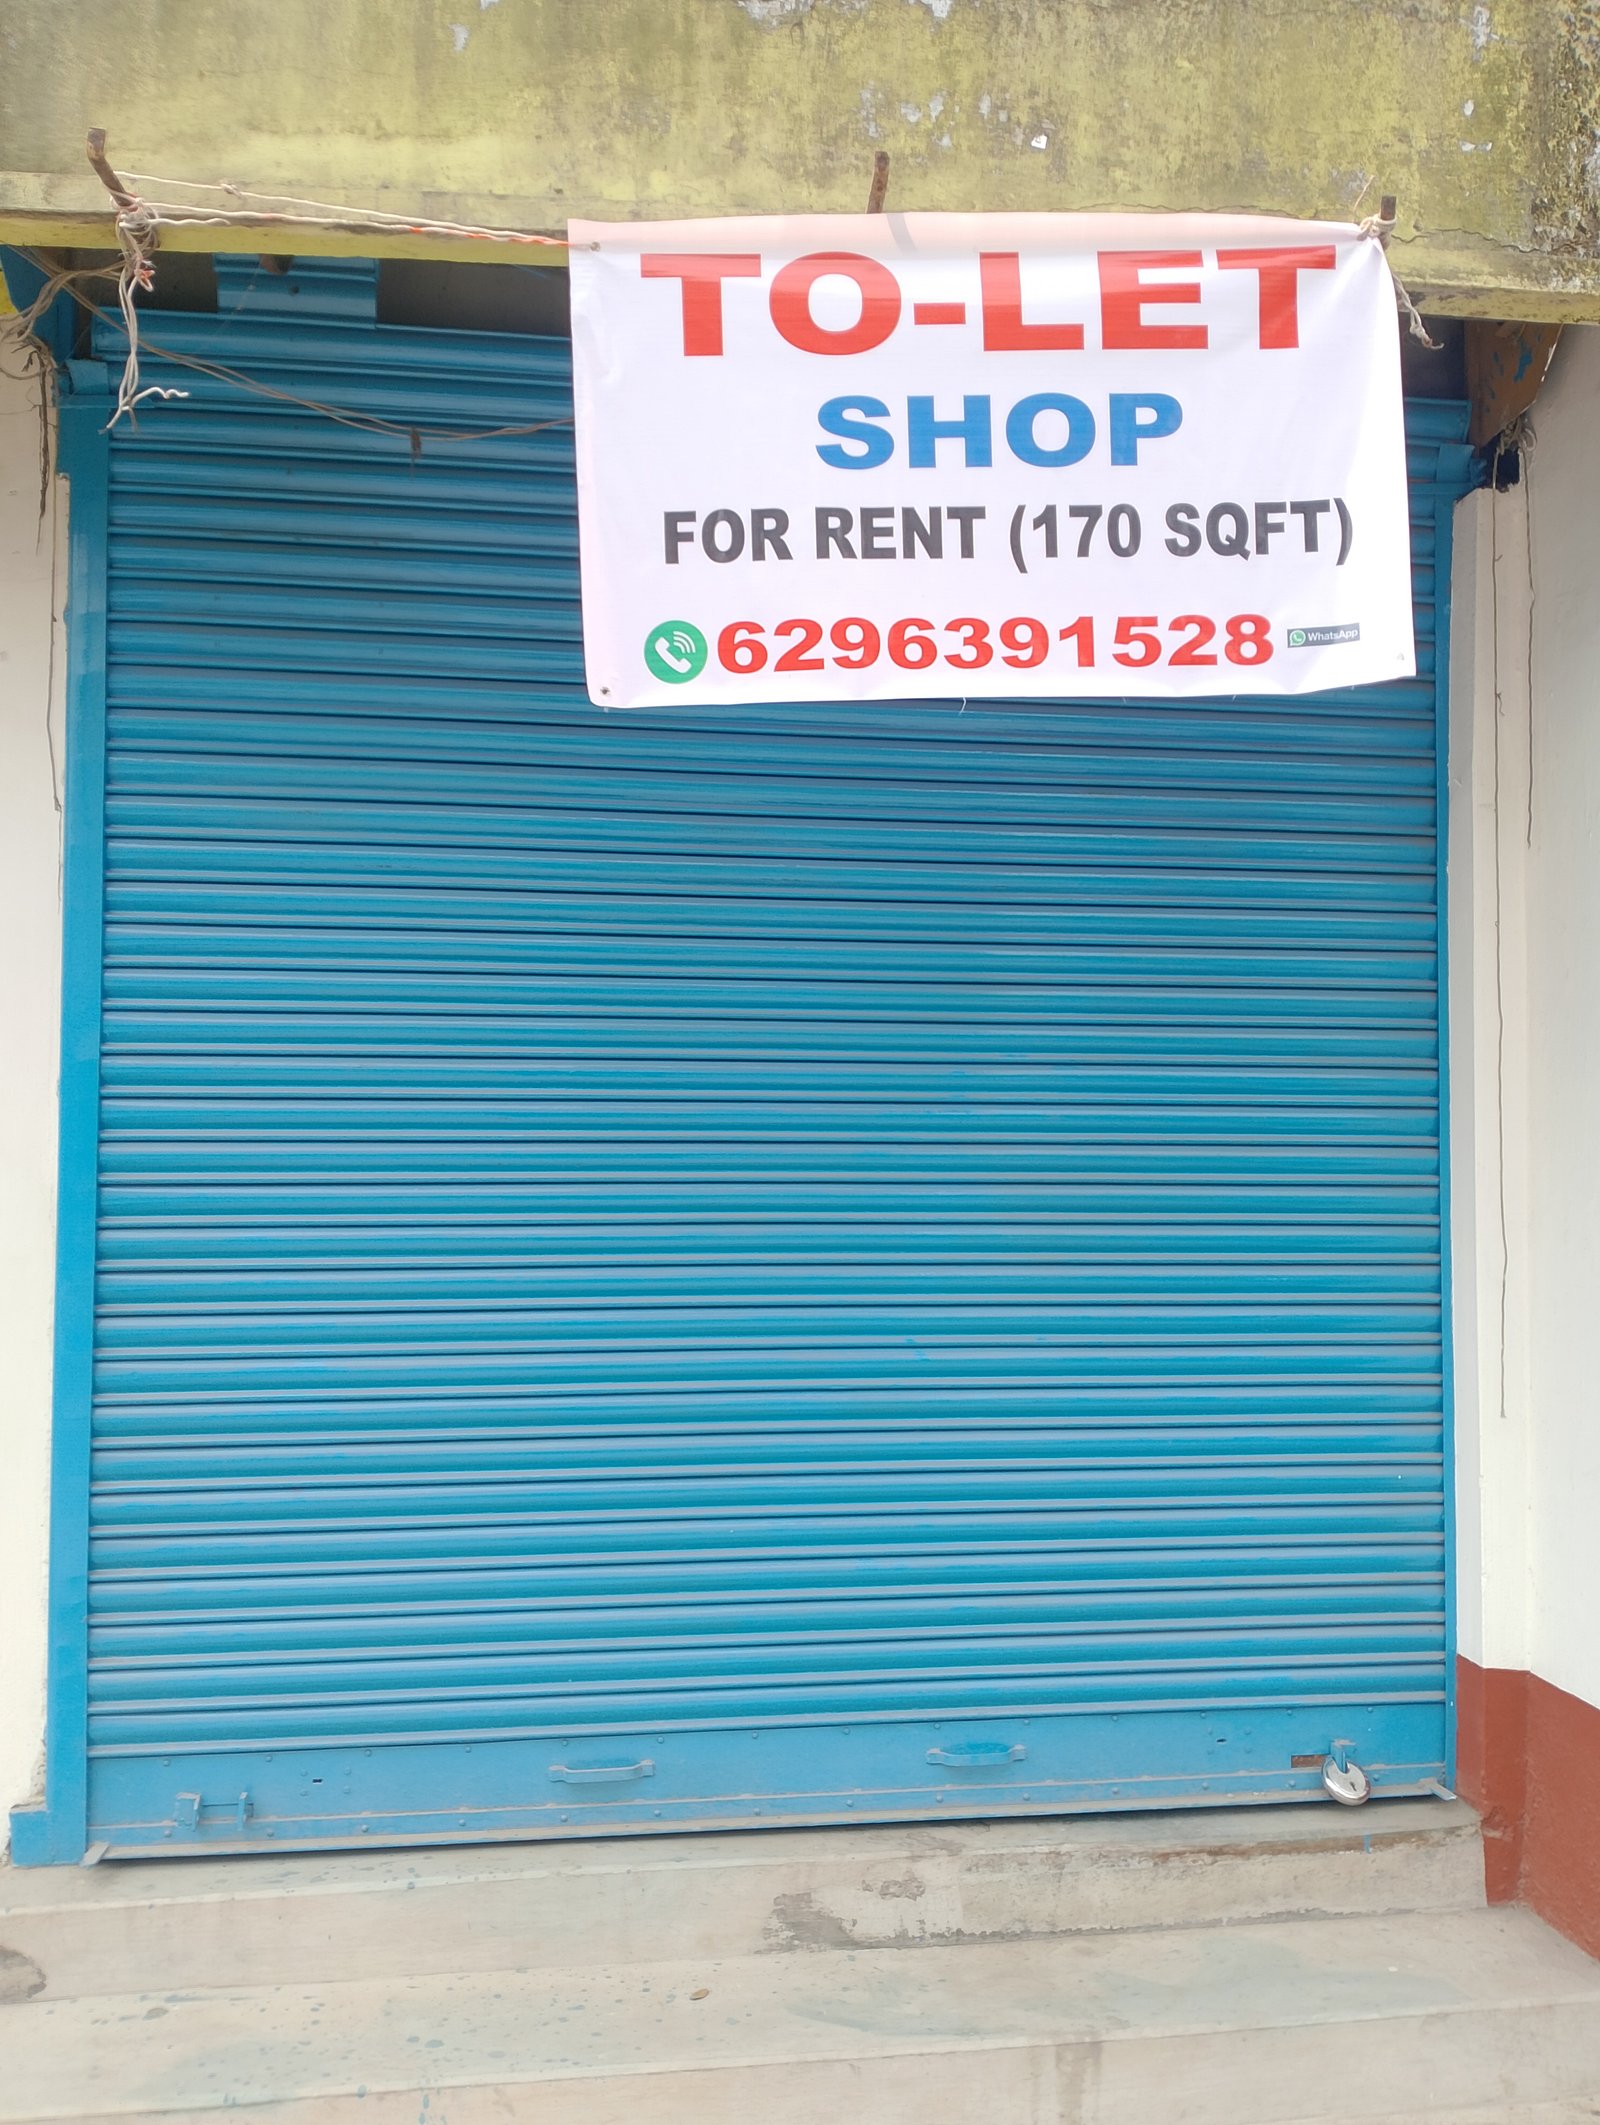 TO-LET
SHOP
FOR RENT (170 SQFT)
6296391528 WhatsApp